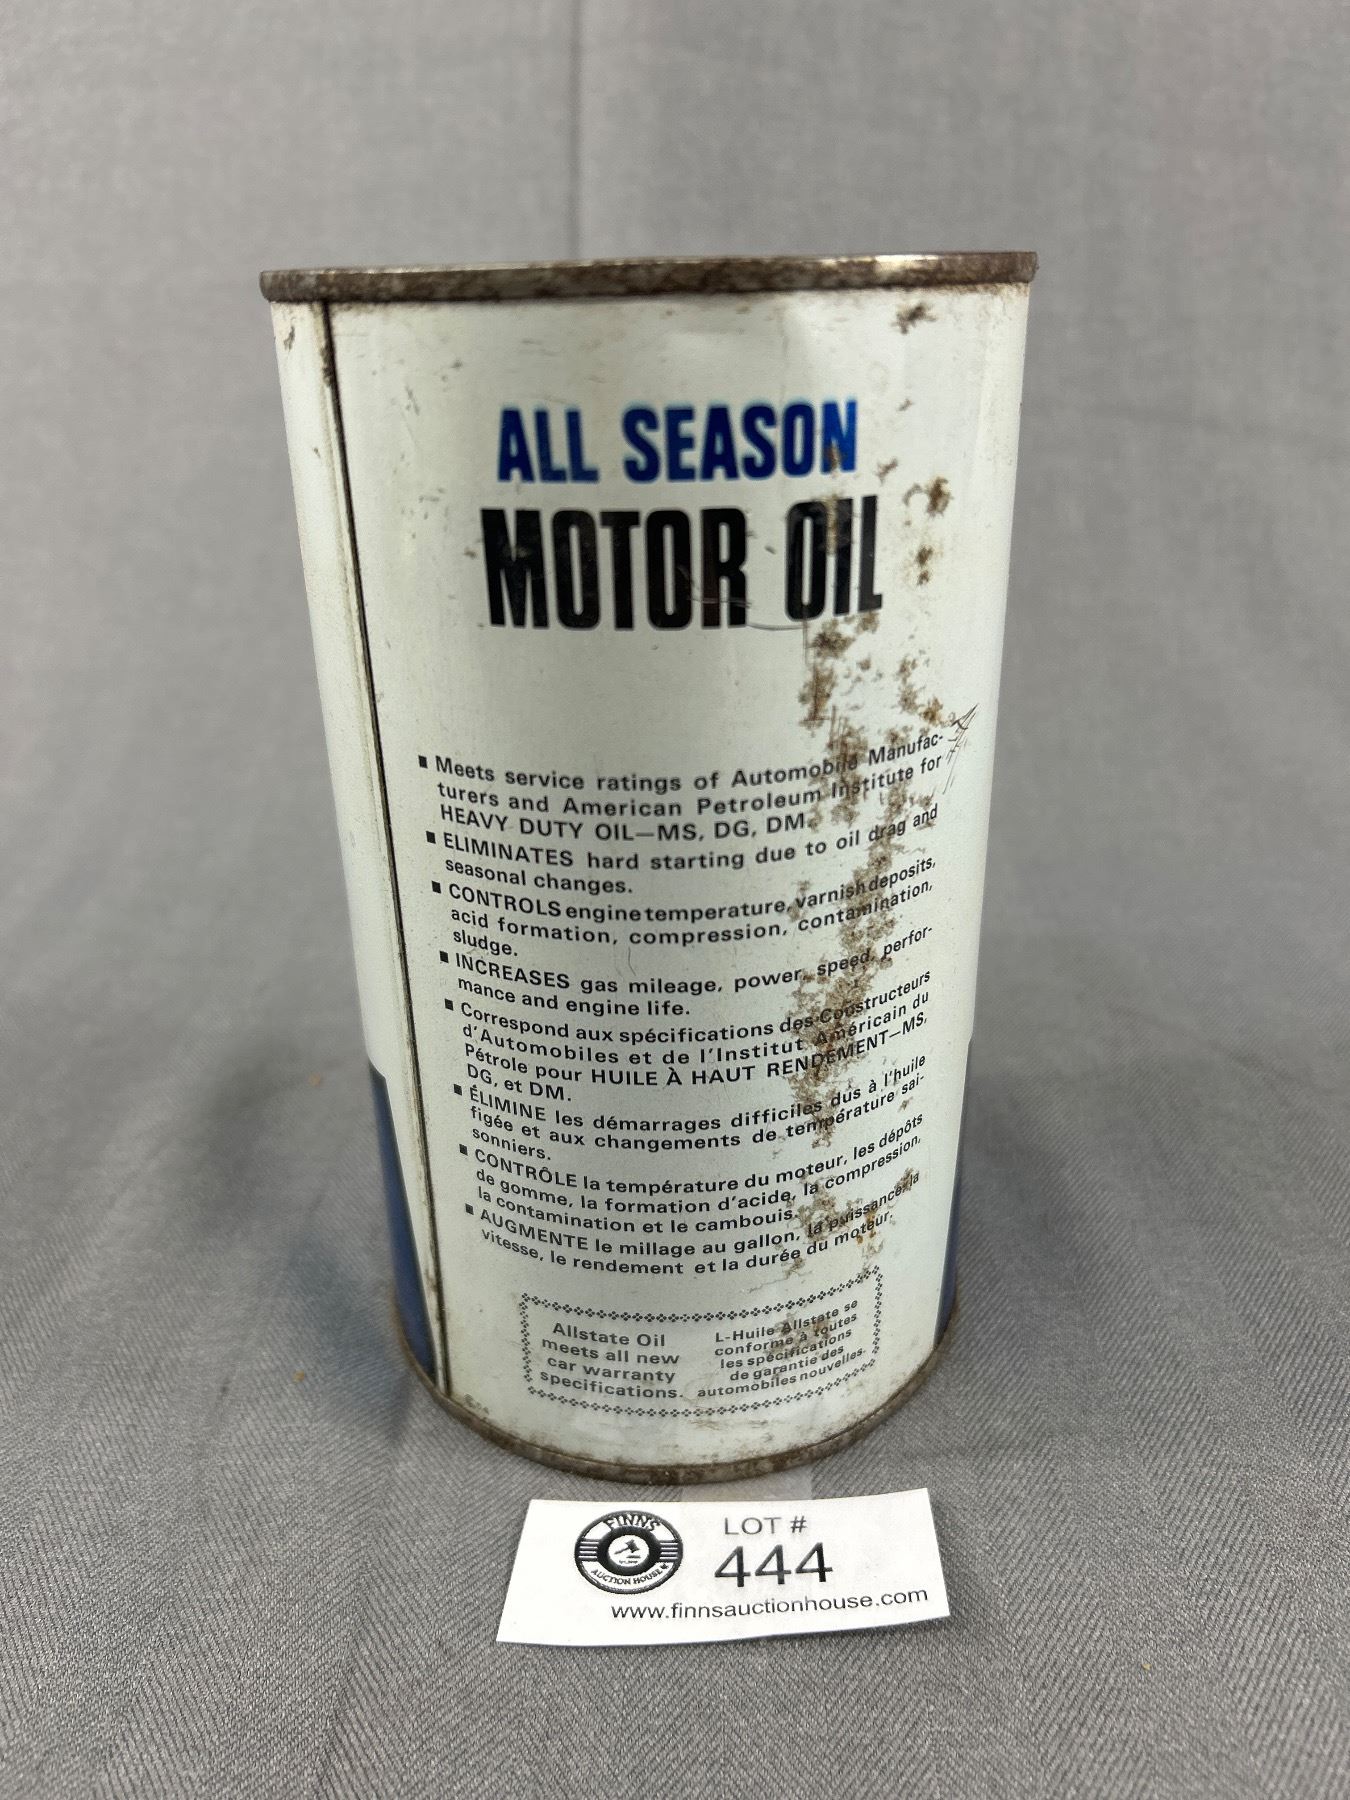 ALL SEASON
MOTOR OIL
▪ Meets service ratings of Automobile Manufac-
turers and American Petroleum Institute for
HEAVY DUTY OIL—MS, DG, DM.
▪ ELIMINATES hard starting due to oil drag and
seasonal changes.
▪ CONTROLS engine temperature, varnish deposits,
acid formation, compression, contamination,
sludge.
▪ INCREASES gas mileage, power, speed, perfor-
mance and engine life.
▪ Correspond aux spécifications des Constructeurs
d'Automobiles et de l'Institut Américain du
Pétrole pour HUILE À HAUT RENDEMENT—MS,
DG, et DM.
▪ ÉLIMINE les démarrages difficiles dus à l'huile
figée et aux changements de température sai-
sonniers.
▪ CONTRÔLE la température du moteur, les dépôts
de gomme, la formation d'acide, la compression,
la contamination et le cambouis.
▪ AUGMENTE le millage au gallon, la puissance, la
vitesse, le rendement et la durée du moteur.
Allstate Oil
meets all new
car warranty
specifications.
L-Huile Allstate se
conforme à toutes
les spécifications
de garantie des
automobiles nouvelles.
FINNS
AUCTION HOUSE
LOT #
444
www.finnsauctionhouse.com